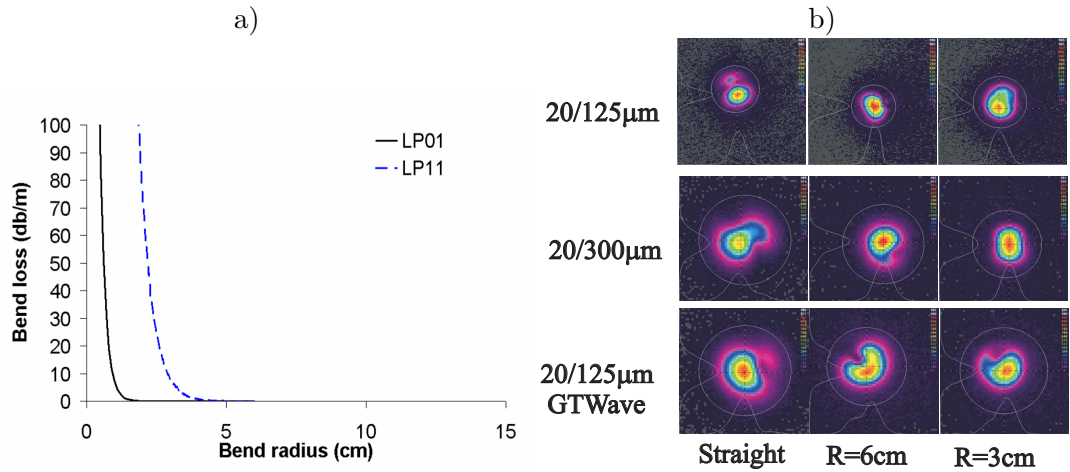 a)
b)
100
90
80
70
60
50
40
30
20
10
0
Bend loss (db/m)
LP01
LP11
0
5
10
15
Bend radius (cm)
20/125μm
20/300μm
20/125μm
GTWave
Straight
R=6cm
R=3cm